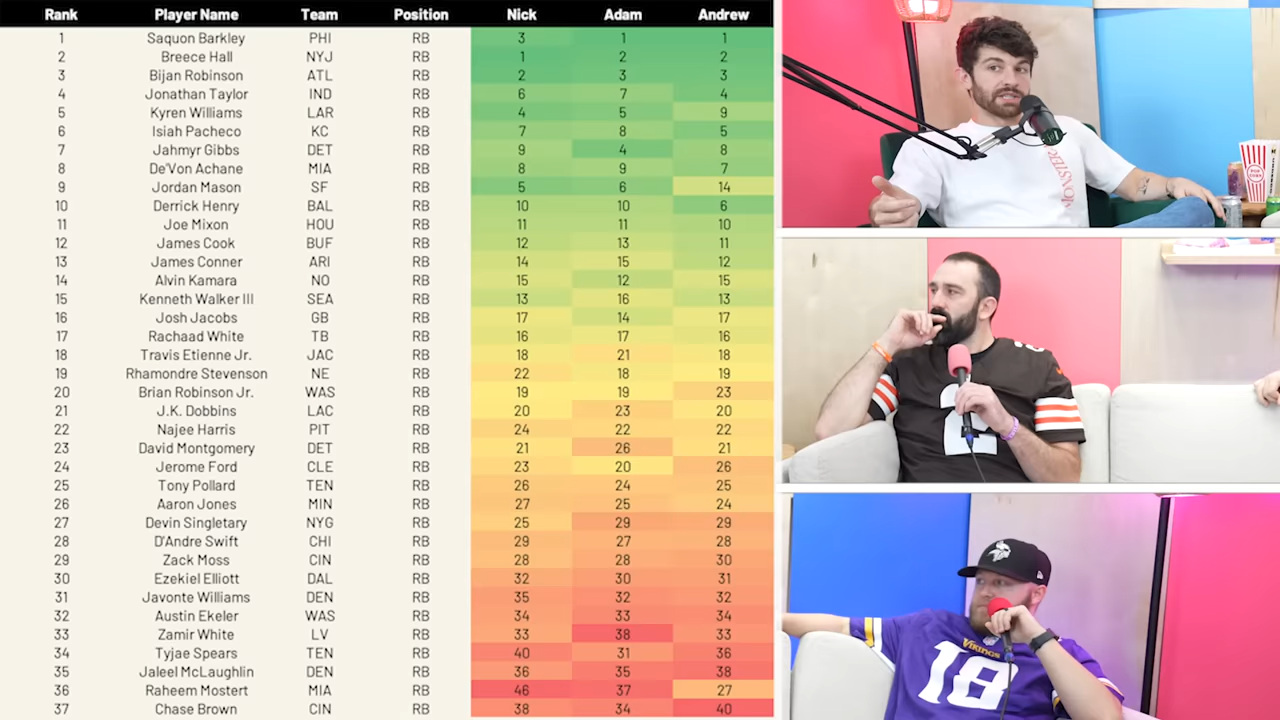 Rank Player Name Team Position Nick Adam Andrew
1 Saquon Barkley PHI RB 3 1 1
2 Breece Hall NYJ RB 1 2 2
3 Bijan Robinson ATL RB 2 3 3
4 Jonathan Taylor IND RB 6 7 4
5 Kyren Williams LAR RB 4 5 9
6 Isiah Pacheco KC RB 7 8 5
7 Jahmyr Gibbs DET RB 9 4 8
8 De'Von Achane MIA RB 8 9 7
9 Jordan Mason SF RB 5 6 14
10 Derrick Henry BAL RB 10 10 6
11 Joe Mixon HOU RB 11 11 10
12 James Cook BUF RB 12 13 11
13 James Conner ARI RB 14 15 12
14 Alvin Kamara NO RB 15 12 15
15 Kenneth Walker III SEA RB 13 16 13
16 Josh Jacobs GB RB 17 14 17
17 Rachaad White TB RB 16 17 16
18 Travis Etienne Jr. JAC RB 18 21 18
19 Rhamondre Stevenson NE RB 22 18 19
20 Brian Robinson Jr. WAS RB 19 19 23
21 J.K. Dobbins LAC RB 20 23 20
22 Najee Harris PIT RB 24 22 22
23 David Montgomery DET RB 21 26 21
24 Jerome Ford CLE RB 23 20 26
25 Tony Pollard TEN RB 26 24 25
26 Aaron Jones MIN RB 27 25 24
27 Devin Singletary NYG RB 25 29 29
28 D'Andre Swift CHI RB 29 27 28
29 Zack Moss CIN RB 28 28 30
30 Ezekiel Elliott DAL RB 32 30 31
31 Javonte Williams DEN RB 35 32 32
32 Austin Ekeler WAS RB 34 33 34
33 Zamir White LV RB 33 38 33
34 Tyjae Spears TEN RB 40 31 36
35 Jaleel McLaughlin DEN RB 36 35 38
36 Raheem Mostert MIA RB 46 37 27
37 Chase Brown CIN RB 38 34 40
MONSTER
POP CORN
2
VIKINGS
18